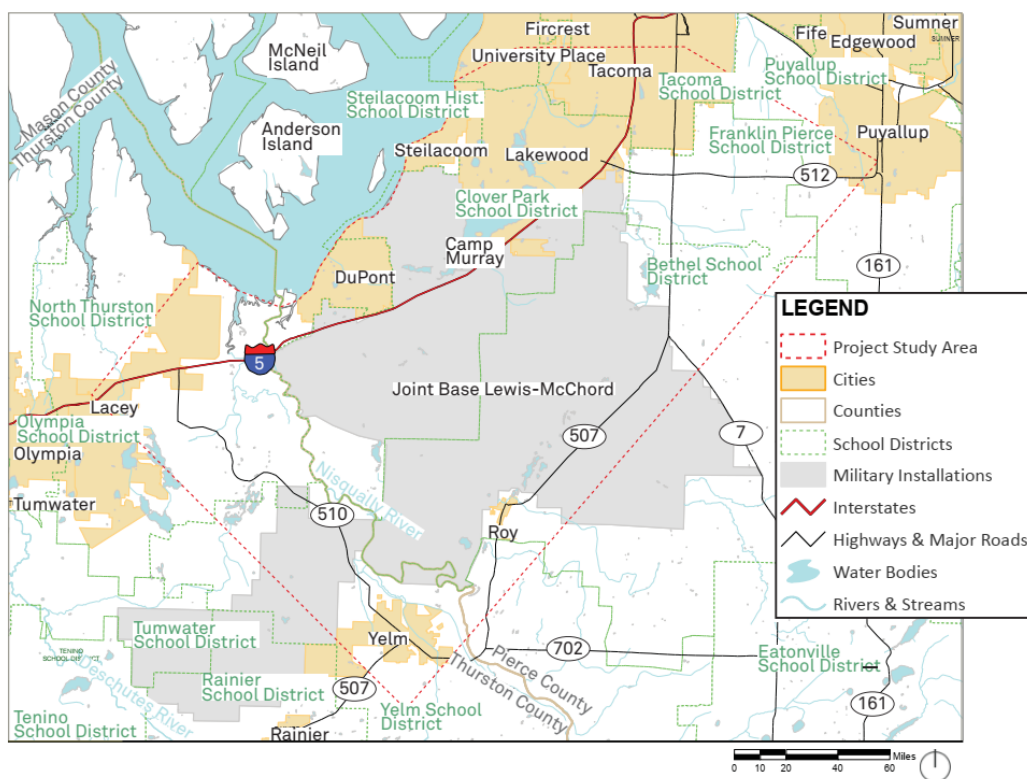 McNeil
Island
Fircrest
University Place
Tacoma
Fife
Edgewood
Sumner
SUMNER
Mason County
Thurston County
Puyallup
School District
Tacoma
School District
Steilacoom Hist.
School District
Anderson
Island
Steilacoom
Lakewood
Franklin Pierce
School District
Puyallup
512
Clover Park
School District
Camp
Murray
DuPont
Bethel School
District
161
North Thurston
School District
5
Joint Base Lewis-McChord
Lacey
Olympia
School District
Olympia
Tumwater
507
7
Nisqually River
510
Roy
Yelm
702
Tumwater
School District
TENINO
SCHOOL DISTRICT
Deschutes River
Rainier
School District
507
Tenino
School District
Rainier
Yelm School
District
Pierce County
Thurston County
Eatonville
School District
161
LEGEND
Project Study Area
Cities
Counties
School Districts
Military Installations
Interstates
Highways & Major Roads
Water Bodies
Rivers & Streams
0 10 20 40 60 Miles